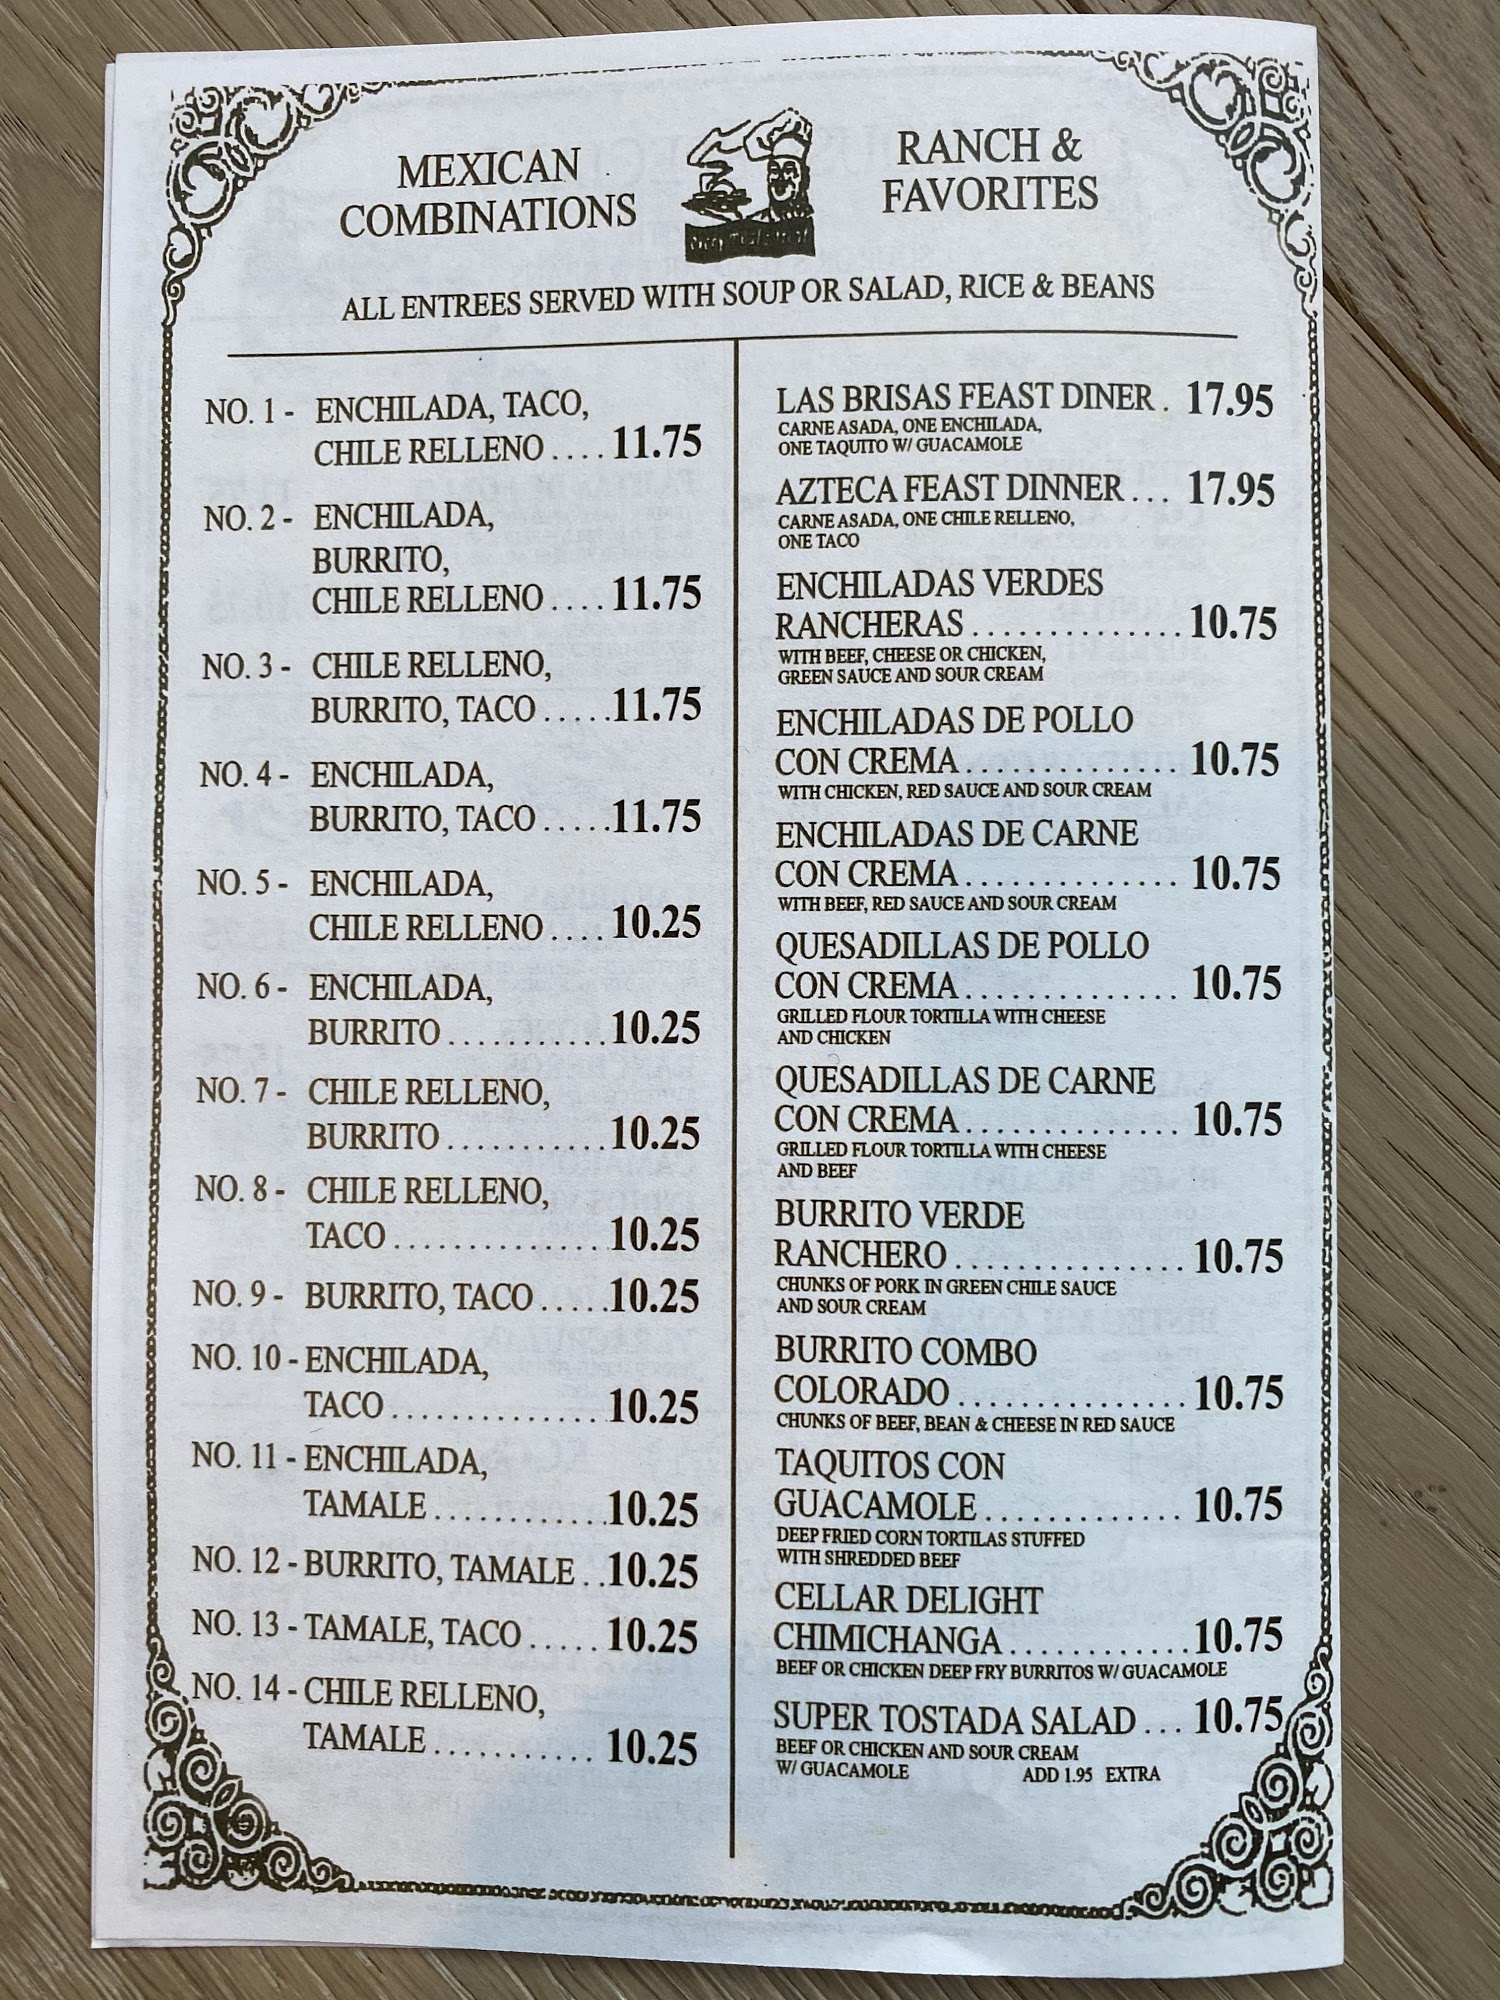 MEXICAN
COMBINATIONS
RANCH &
FAVORITES
ALL ENTREES SERVED WITH SOUP OR SALAD, RICE & BEANS
NO. 1 - ENCHILADA, TACO,
CHILE RELLENO .... 11.75
NO. 2 - ENCHILADA,
BURRITO,
CHILE RELLENO .... 11.75
NO. 3 - CHILE RELLENO,
BURRITO, TACO ..... 11.75
NO. 4 - ENCHILADA,
BURRITO, TACO ..... 11.75
NO. 5 - ENCHILADA,
CHILE RELLENO .... 10.25
NO. 6 - ENCHILADA,
BURRITO ........... 10.25
NO. 7 - CHILE RELLENO,
BURRITO ........... 10.25
NO. 8 - CHILE RELLENO,
TACO ............... 10.25
NO. 9 - BURRITO, TACO ..... 10.25
NO. 10 - ENCHILADA,
TACO ............... 10.25
NO. 11 - ENCHILADA,
TAMALE ............ 10.25
NO. 12 - BURRITO, TAMALE .. 10.25
NO. 13 - TAMALE, TACO ..... 10.25
NO. 14 - CHILE RELLENO,
TAMALE ........... 10.25
LAS BRISAS FEAST DINER . 17.95
CARNE ASADA, ONE ENCHILADA,
ONE TAQUITO W/ GUACAMOLE
AZTECA FEAST DINNER ... 17.95
CARNE ASADA, ONE CHILE RELLENO,
ONE TACO
ENCHILADAS VERDES
RANCHERAS .............. 10.75
WITH BEEF, CHEESE OR CHICKEN,
GREEN SAUCE AND SOUR CREAM
ENCHILADAS DE POLLO
CON CREMA .............. 10.75
WITH CHICKEN, RED SAUCE AND SOUR CREAM
ENCHILADAS DE CARNE
CON CREMA .............. 10.75
WITH BEEF, RED SAUCE AND SOUR CREAM
QUESADILLAS DE POLLO
CON CREMA .............. 10.75
GRILLED FLOUR TORTILLA WITH CHEESE
AND CHICKEN
QUESADILLAS DE CARNE
CON CREMA .............. 10.75
GRILLED FLOUR TORTILLA WITH CHEESE
AND BEEF
BURRITO VERDE
RANCHERO ............... 10.75
CHUNKS OF PORK IN GREEN CHILE SAUCE
AND SOUR CREAM
BURRITO COMBO
COLORADO ............... 10.75
CHUNKS OF BEEF, BEAN & CHEESE IN RED SAUCE
TAQUITOS CON
GUACAMOLE ............. 10.75
DEEP FRIED CORN TORTILAS STUFFED
WITH SHREDDED BEEF
CELLAR DELIGHT
CHIMICHANGA ............ 10.75
BEEF OR CHICKEN DEEP FRY BURRITOS W/ GUACAMOLE
SUPER TOSTADA SALAD ... 10.75
BEEF OR CHICKEN AND SOUR CREAM
W/ GUACAMOLE ADD 1.95 EXTRA